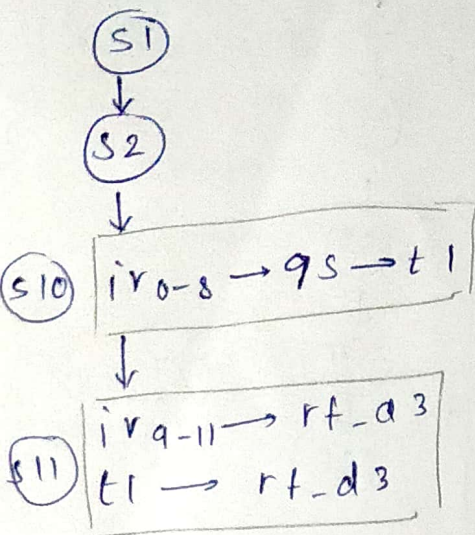 S1
S2
S10 ir0-8 → 9s → t1
ir9-11 → rf_a3
S11 t1 → rf_d3